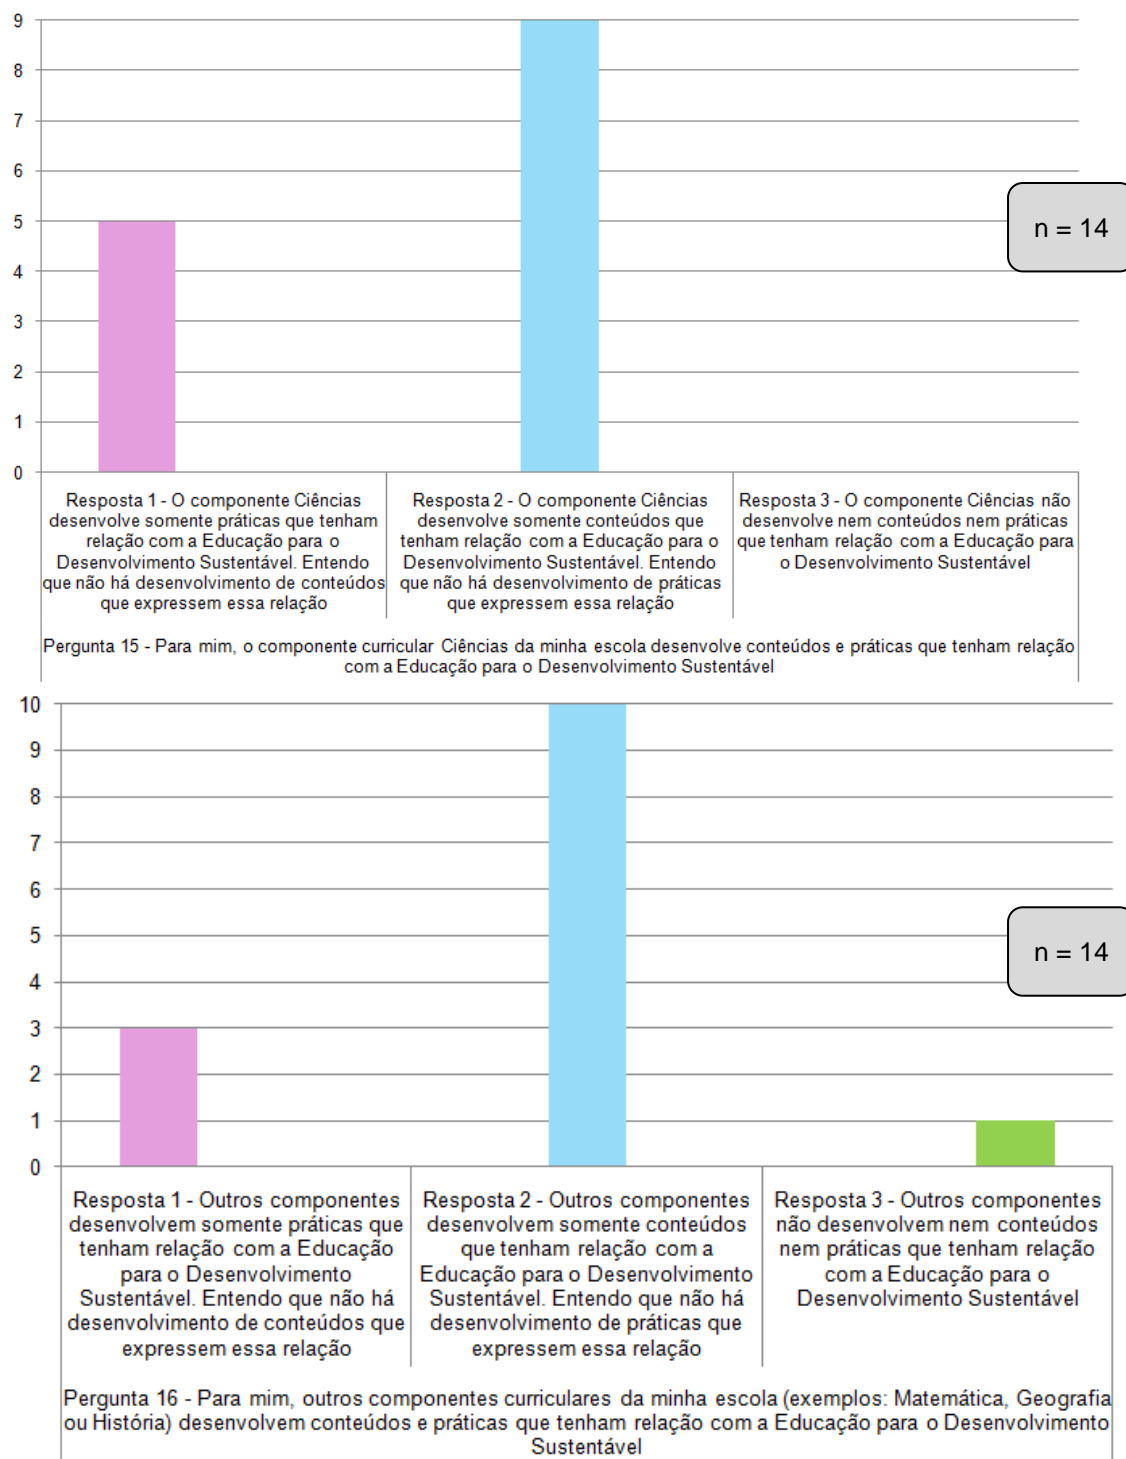 9
8
7
6
5
n = 14
4
3
2
1
0
Resposta 1 - O componente Ciências
desenvolve somente práticas que tenham
relação com a Educação para o
Desenvolvimento Sustentável. Entendo
que não há desenvolvimento de conteúdos
que expressem essa relação
Resposta 2 - O componente Ciências
desenvolve somente conteúdos que
tenham relação com a Educação para o
Desenvolvimento Sustentável. Entendo
que não há desenvolvimento de práticas
que expressem essa relação
Resposta 3 - O componente Ciências não
desenvolve nem conteúdos nem práticas
que tenham relação com a Educação para
o Desenvolvimento Sustentável
Pergunta 15 - Para mim, o componente curricular Ciências da minha escola desenvolve conteúdos e práticas que tenham relação
com a Educação para o Desenvolvimento Sustentável
10
9
8
7
6
5
n = 14
4
3
2
1
0
Resposta 1 - Outros componentes
desenvolvem somente práticas que
tenham relação com a Educação
para o Desenvolvimento
Sustentável. Entendo que não há
desenvolvimento de conteúdos que
expressem essa relação
Resposta 2 - Outros componentes
desenvolvem somente conteúdos
que tenham relação com a
Educação para o Desenvolvimento
Sustentável. Entendo que não há
desenvolvimento de práticas que
expressem essa relação
Resposta 3 - Outros componentes
não desenvolvem nem conteúdos
nem práticas que tenham relação
com a Educação para o
Desenvolvimento Sustentável
Pergunta 16 - Para mim, outros componentes curriculares da minha escola (exemplos: Matemática, Geografia
ou História) desenvolvem conteúdos e práticas que tenham relação com a Educação para o Desenvolvimento
Sustentável